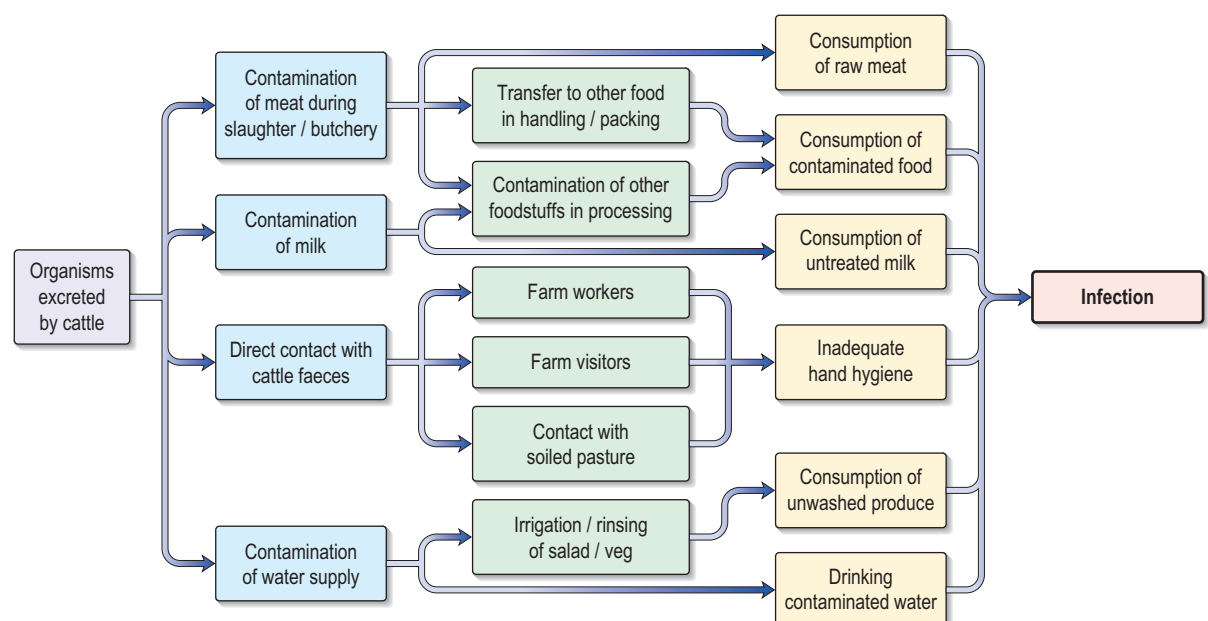 Organisms
excreted
by cattle
Contamination
of meat during
slaughter / butchery
Contamination
of milk
Direct contact with
cattle faeces
Contamination
of water supply
Transfer to other food
in handling / packing
Contamination of other
foodstuffs in processing
Farm workers
Farm visitors
Contact with
soiled pasture
Irrigation / rinsing
of salad / veg
Consumption
of raw meat
Consumption of
contaminated food
Consumption of
untreated milk
Inadequate
hand hygiene
Consumption of
unwashed produce
Drinking
contaminated water
Infection